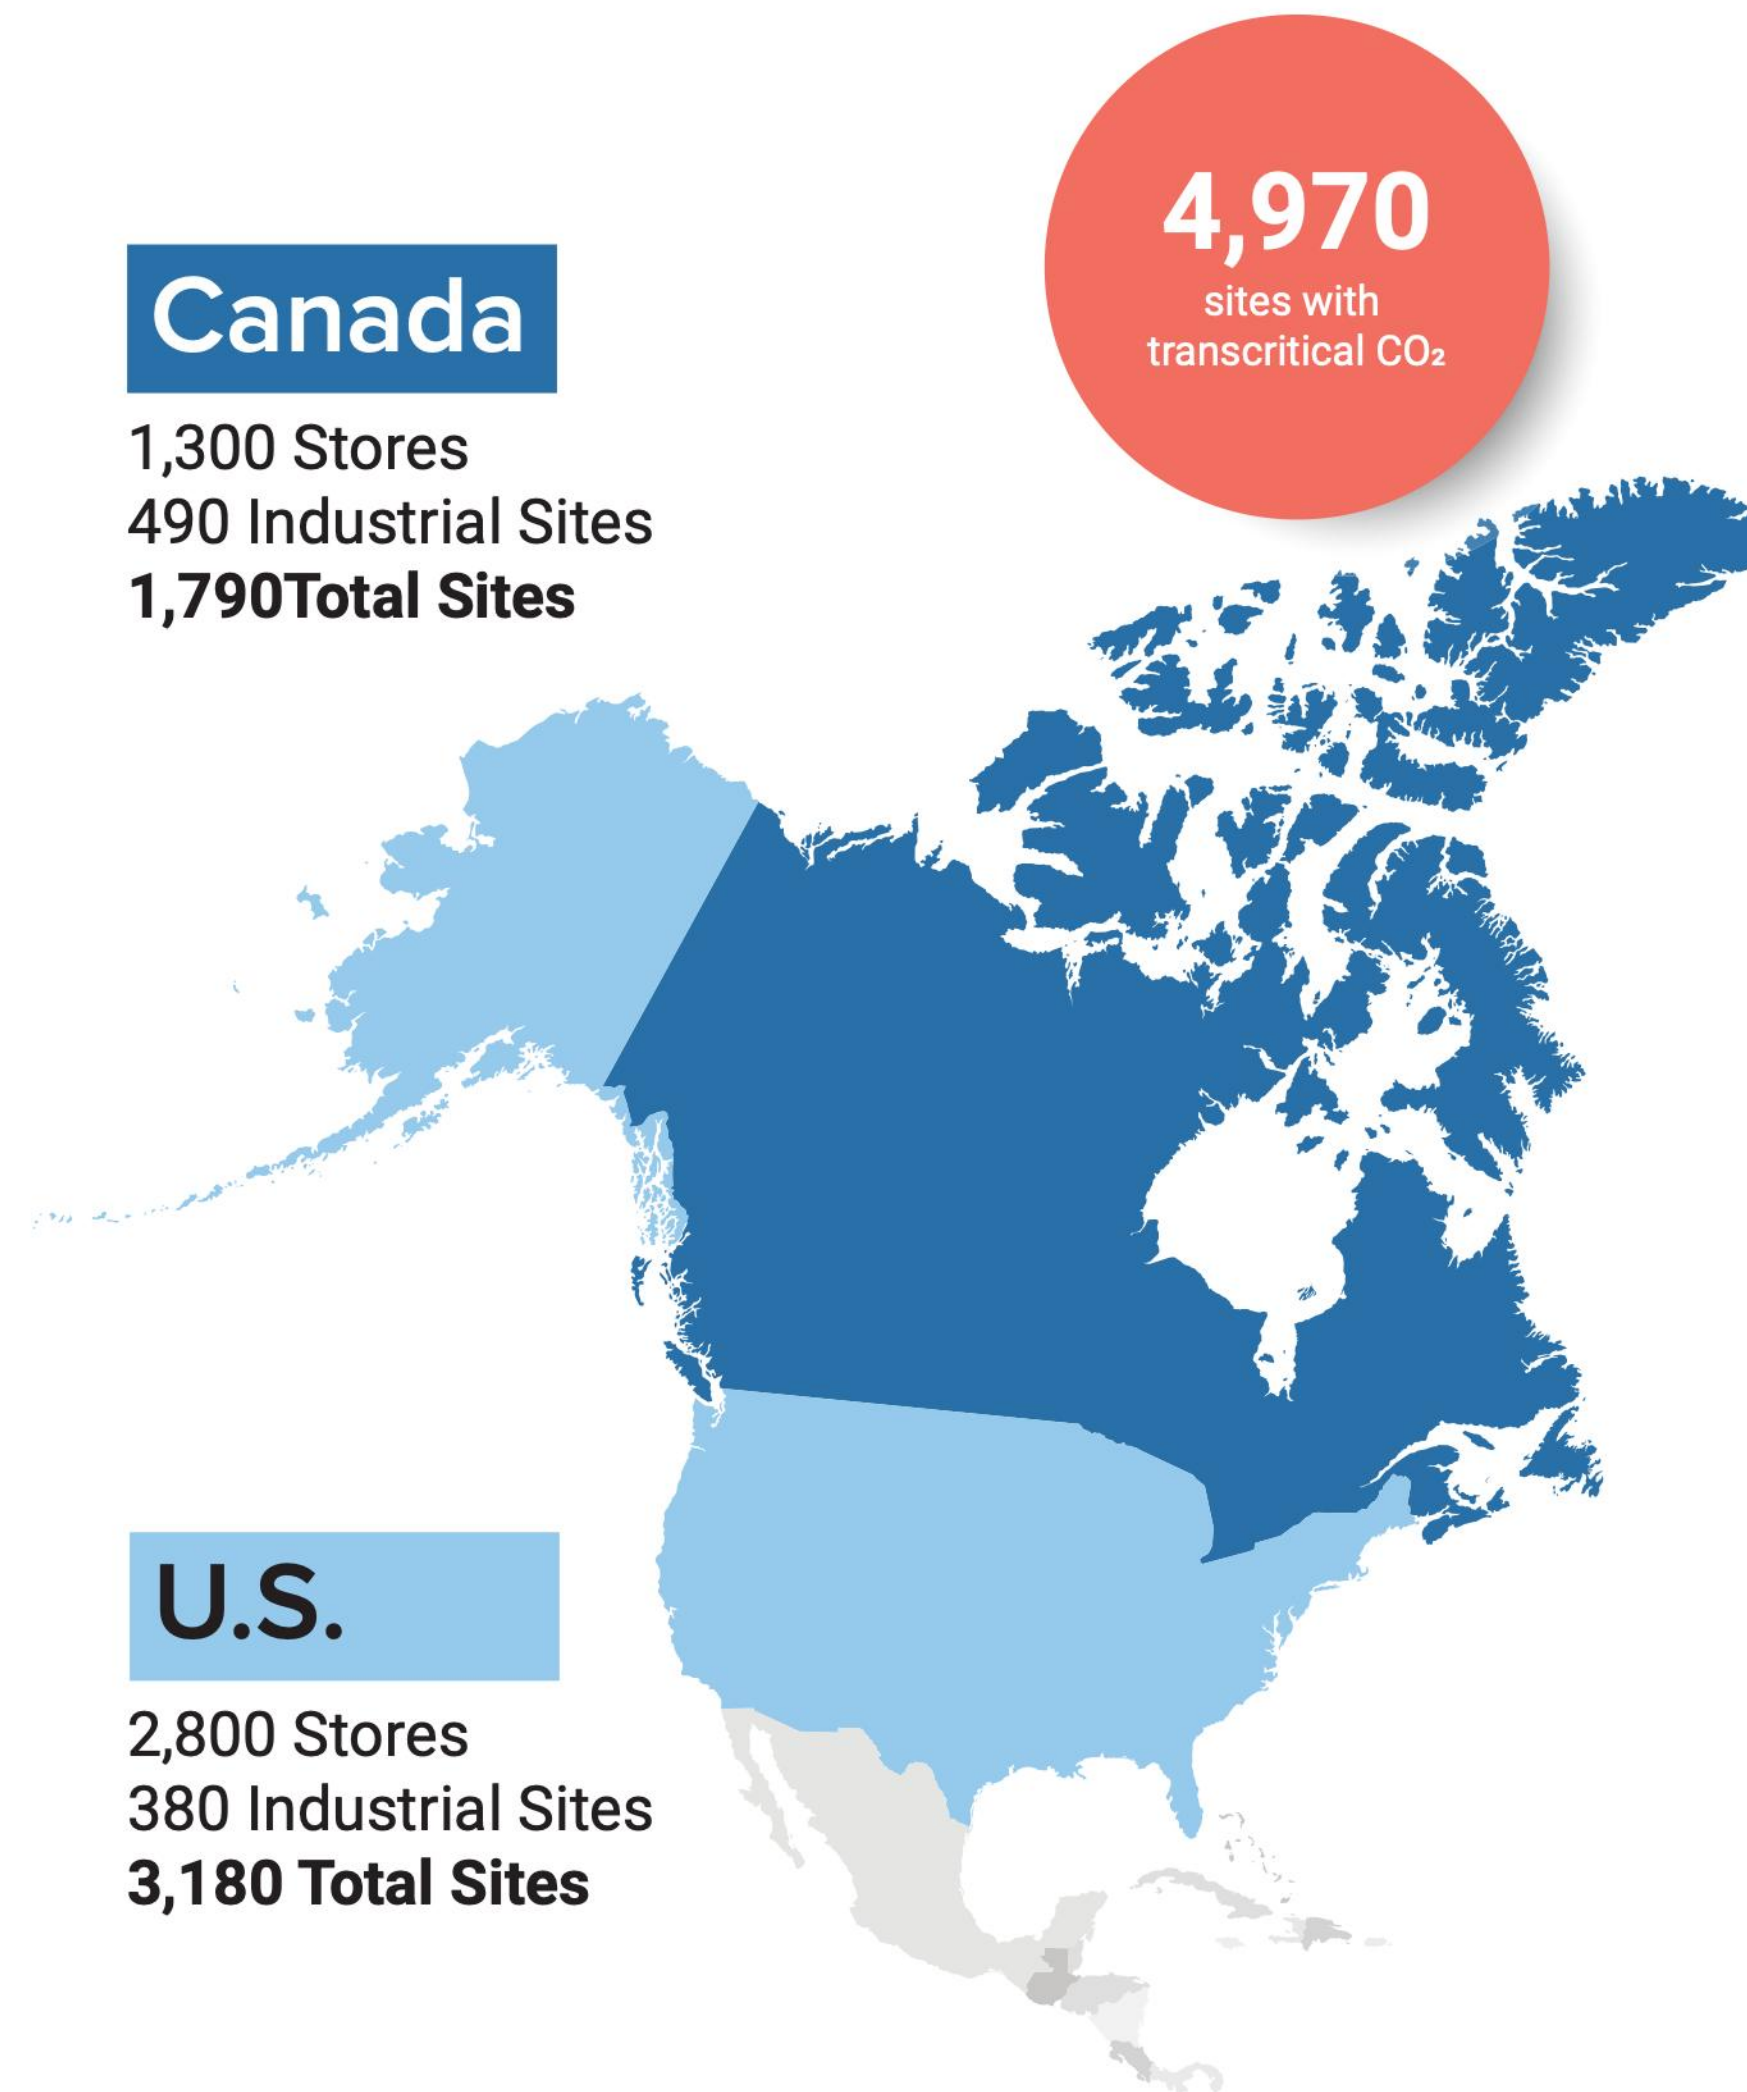 4,970
sites with
transcritical CO₂
Canada
1,300 Stores
490 Industrial Sites
1,790Total Sites
U.S.
2,800 Stores
380 Industrial Sites
3,180 Total Sites